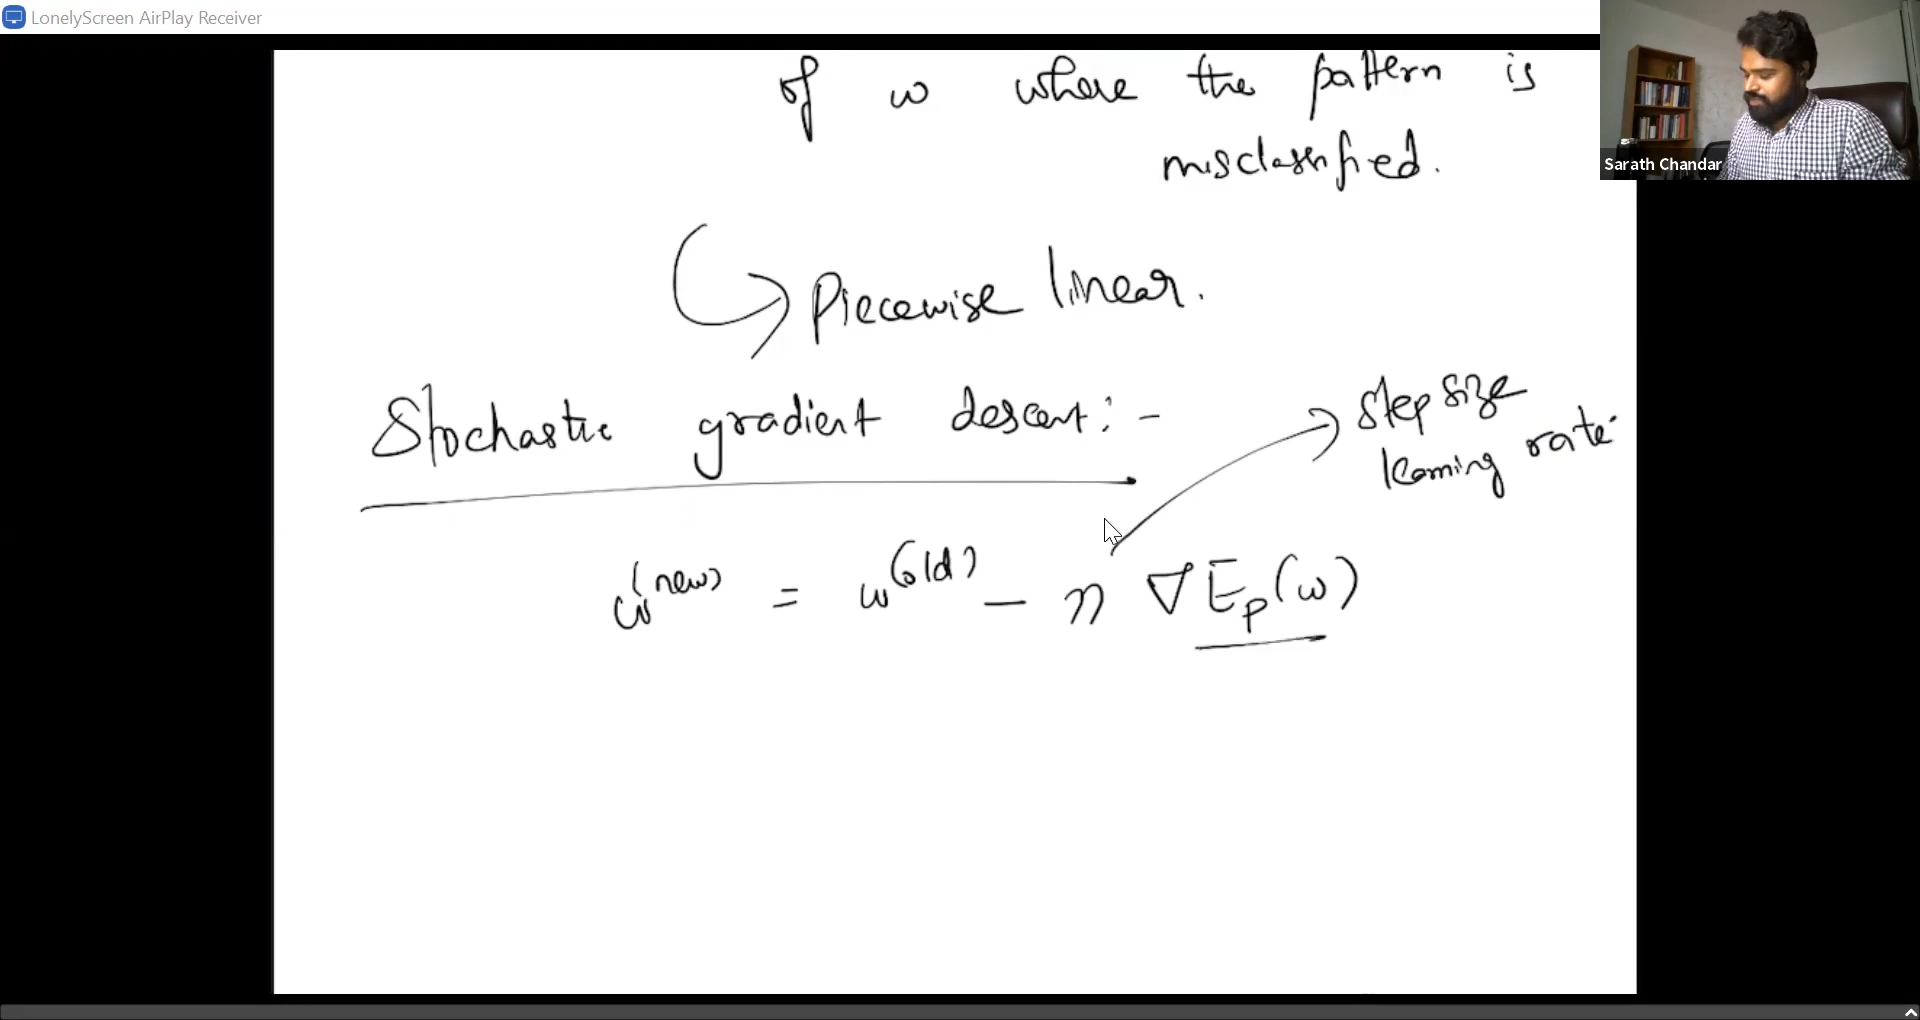 LonelyScreen AirPlay Receiver
of w where the pattern is
misclassified.
Piecewise linear.
Stochastic gradient descent:-
step size
learning rate.
w^(new) = w^(old) - η ∇E_p(w)
Sarath Chandar